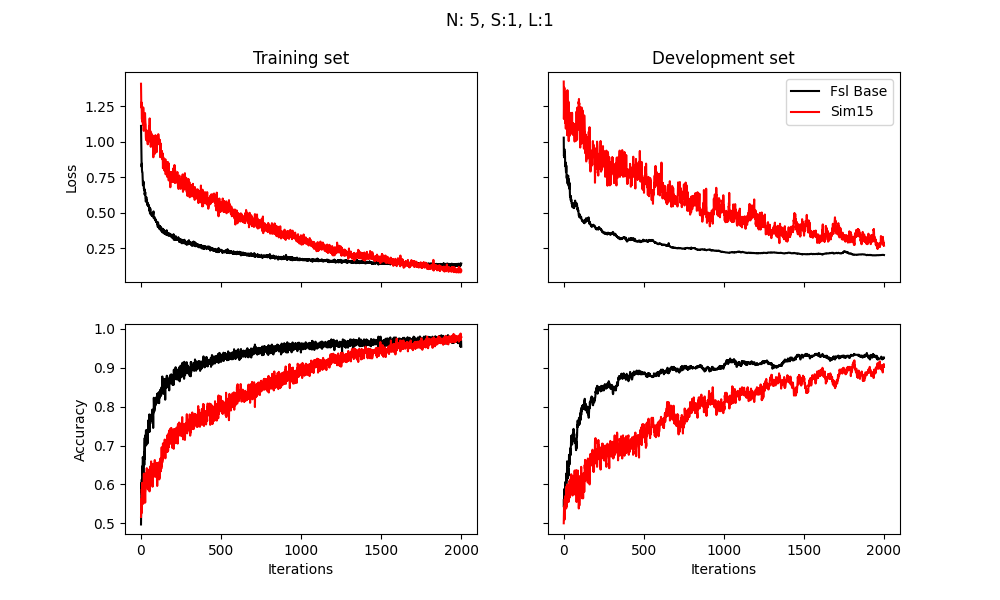 N: 5, S:1, L:1
Training set
Development set
Loss
1.25
1.00
0.75
0.50
0.25
Fsl Base
Sim15
Accuracy
1.0
0.9
0.8
0.7
0.6
0.5
0
500
1000
1500
2000
Iterations
0
500
1000
1500
2000
Iterations